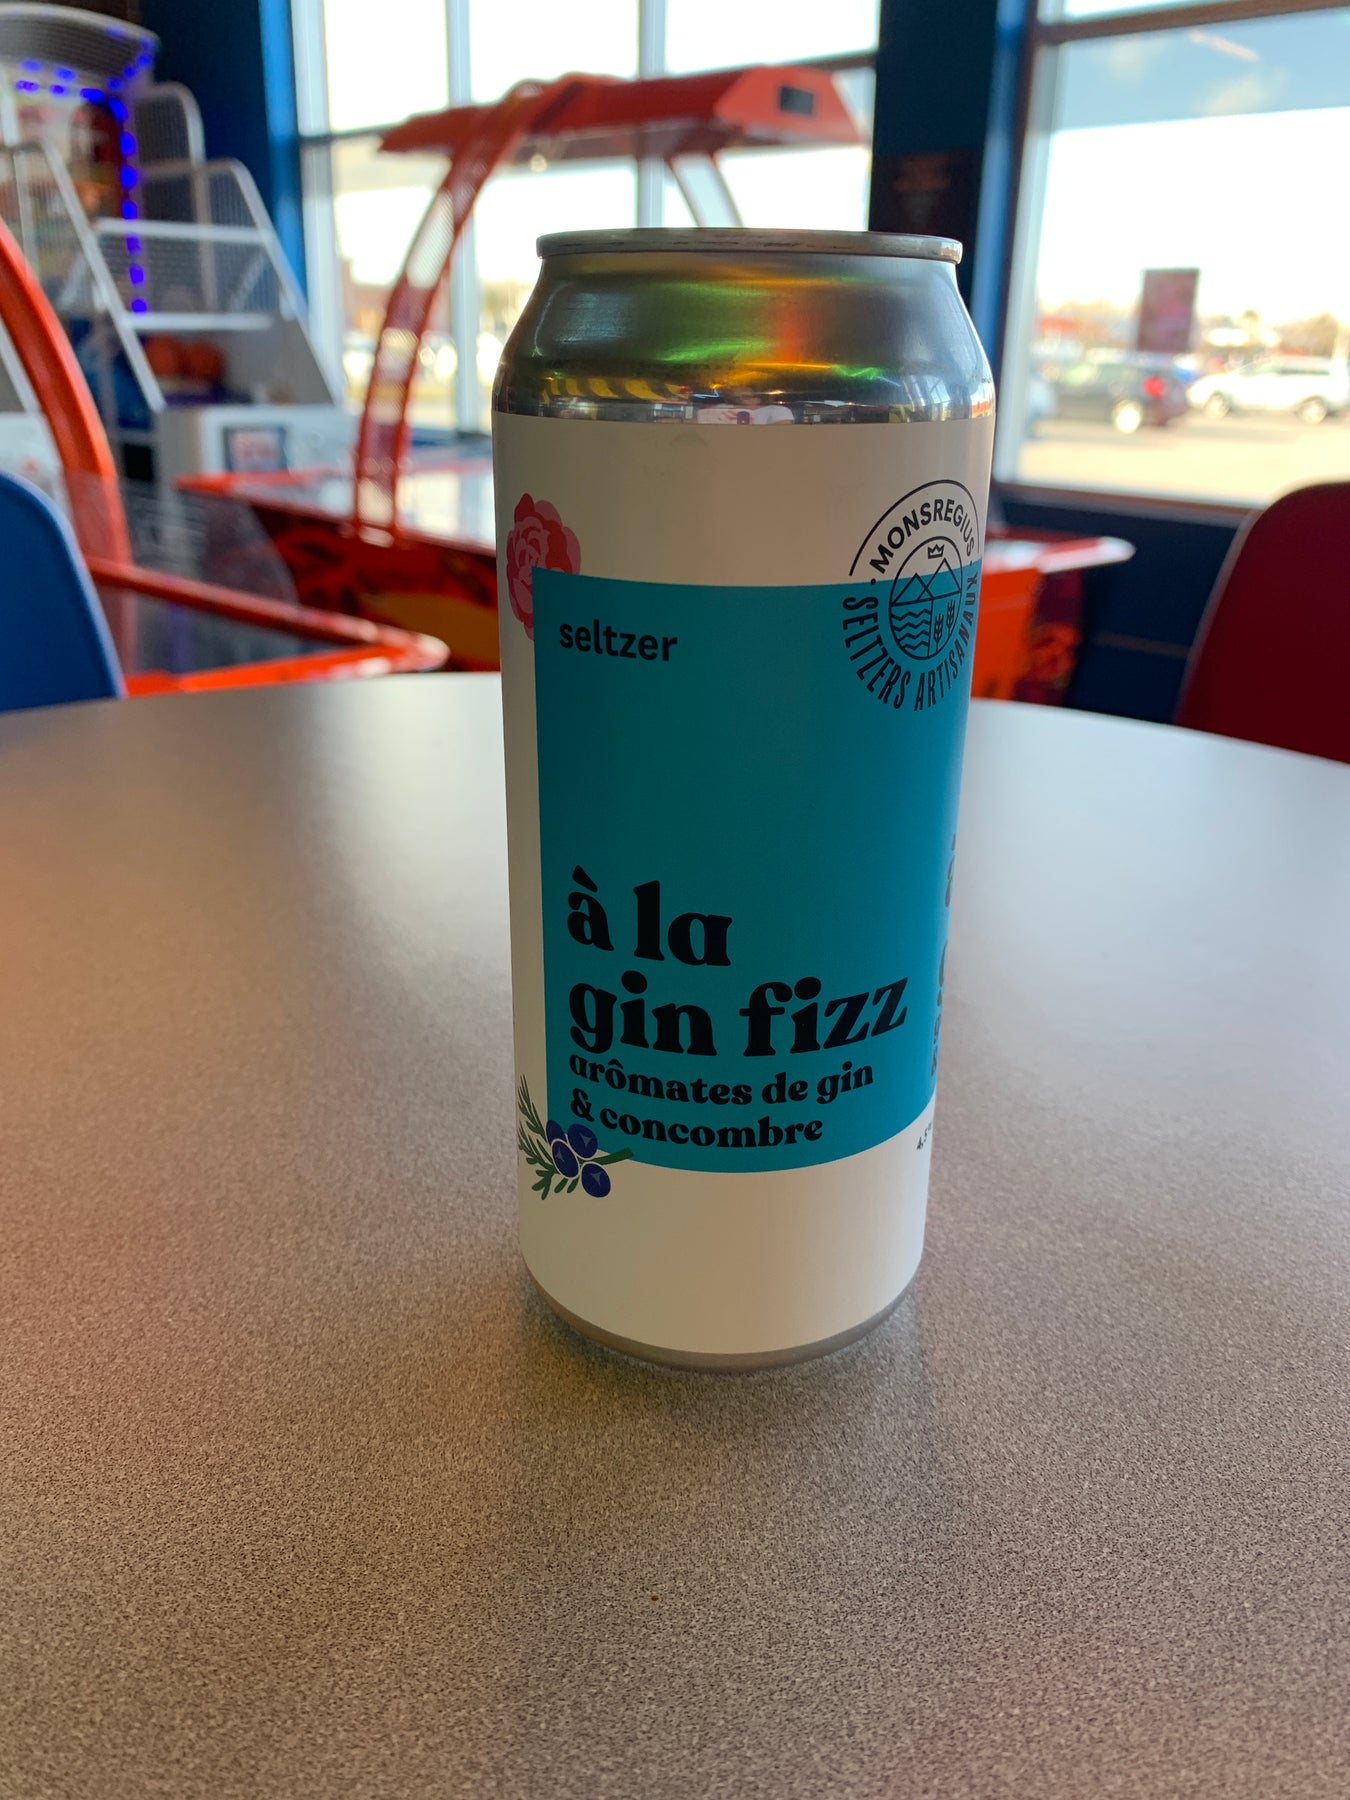 MONSREGIUS
SELTZERS ARTISANAUX
seltzer
à la
gin fizz
arômates de gin
& concombre